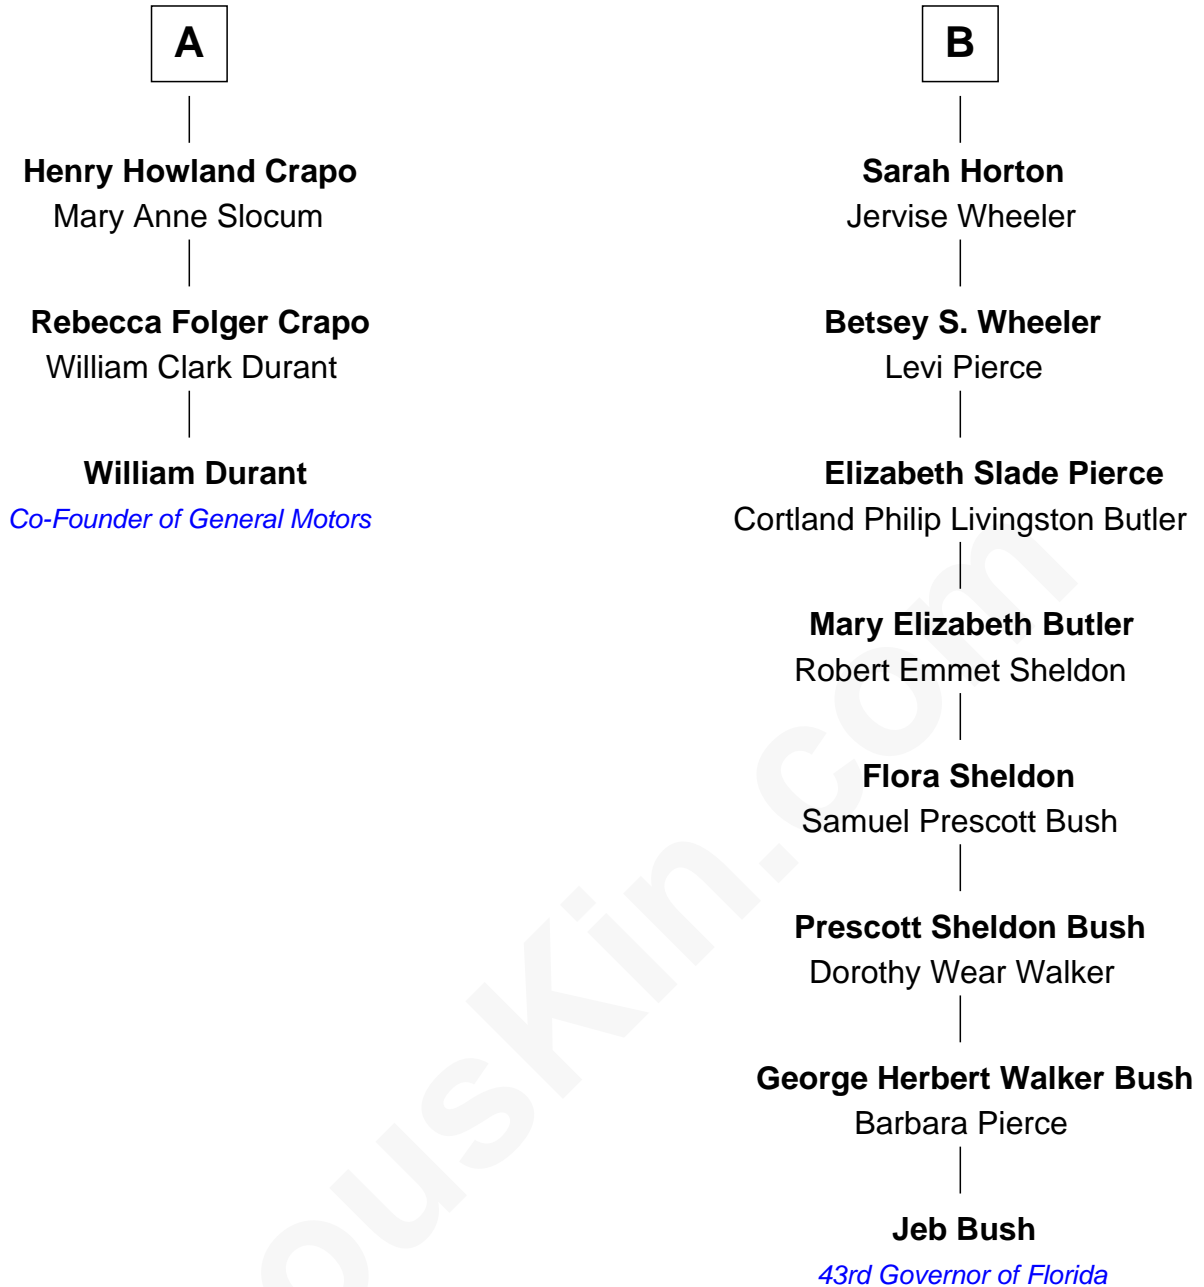 A
Henry Howland Crapo
Mary Anne Slocum
Rebecca Folger Crapo
William Clark Durant
William Durant
Co-Founder of General Motors
B
Sarah Horton
Jervise Wheeler
Betsey S. Wheeler
Levi Pierce
Elizabeth Slade Pierce
Cortland Philip Livingston Butler
Mary Elizabeth Butler
Robert Emmet Sheldon
Flora Sheldon
Samuel Prescott Bush
Prescott Sheldon Bush
Dorothy Wear Walker
George Herbert Walker Bush
Barbara Pierce
Jeb Bush
43rd Governor of Florida
ousKin.com